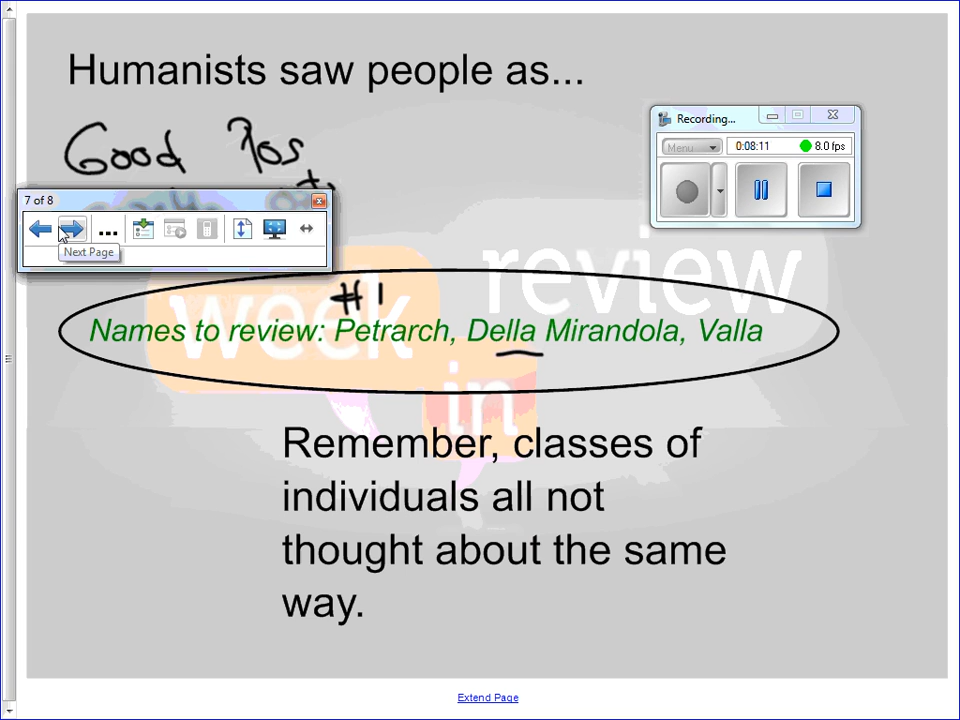 Humanists saw people as...
Good Pos
Recording...
Menu
0:08:11
8.0 fps
7 of 8
...
Next Page
week
in
review
#1
Names to review: Petrarch, Della Mirandola, Valla
Remember, classes of
individuals all not
thought about the same
way.
Extend Page